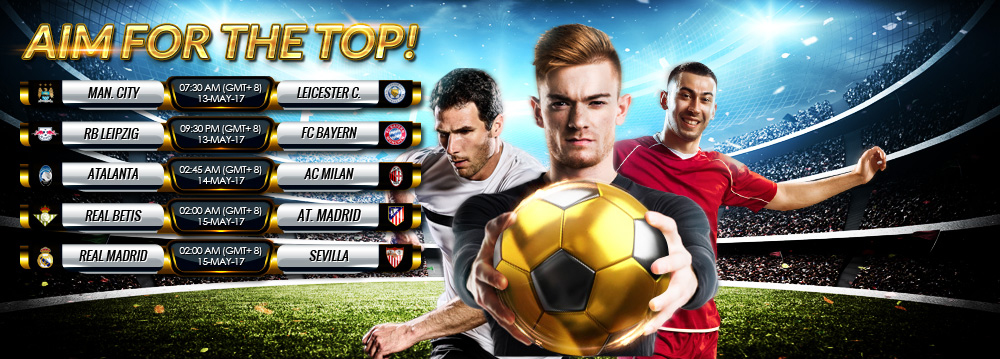 AIM FOR THE TOP!
MAN. CITY 07:30 AM (GMT+ 8) LEICESTER C.
13-MAY-17
RB LEIPZIG 09:30 PM (GMT+ 8) FC BAYERN
13-MAY-17
ATALANTA 02:45 AM (GMT+ 8) AC MILAN
14-MAY-17
REAL BETIS 02:00 AM (GMT+ 8) AT. MADRID
15-MAY-17
REAL MADRID 02:00 AM (GMT+ 8) SEVILLA
15-MAY-17